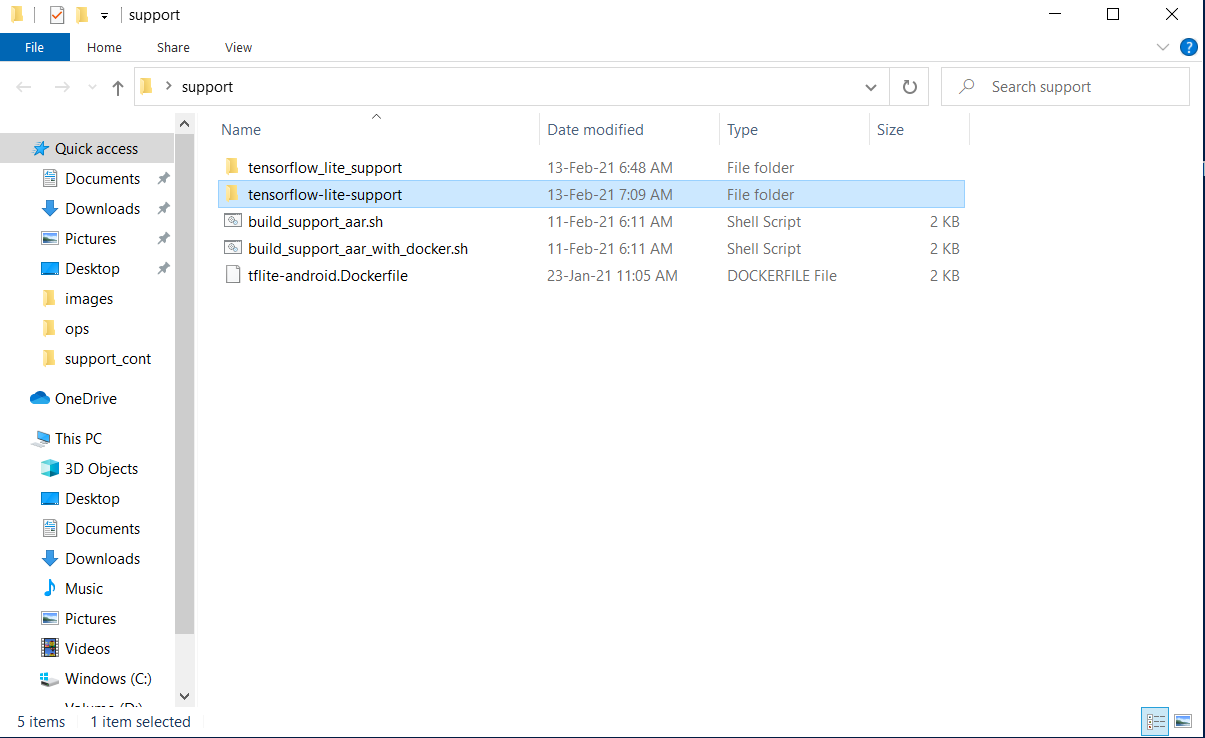 support
File Home Share View
support
Search support
Name Date modified Type Size
Quick access
Documents
Downloads
Pictures
Desktop
images
ops
support_cont
OneDrive
This PC
3D Objects
Desktop
Documents
Downloads
Music
Pictures
Videos
Windows (C:)
Volume (D:)
tensorflow_lite_support 13-Feb-21 6:48 AM File folder
tensorflow-lite-support 13-Feb-21 7:09 AM File folder
build_support_aar.sh 11-Feb-21 6:11 AM Shell Script 2 KB
build_support_aar_with_docker.sh 11-Feb-21 6:11 AM Shell Script 2 KB
tflite-android.Dockerfile 23-Jan-21 11:05 AM DOCKERFILE File 2 KB
5 items 1 item selected